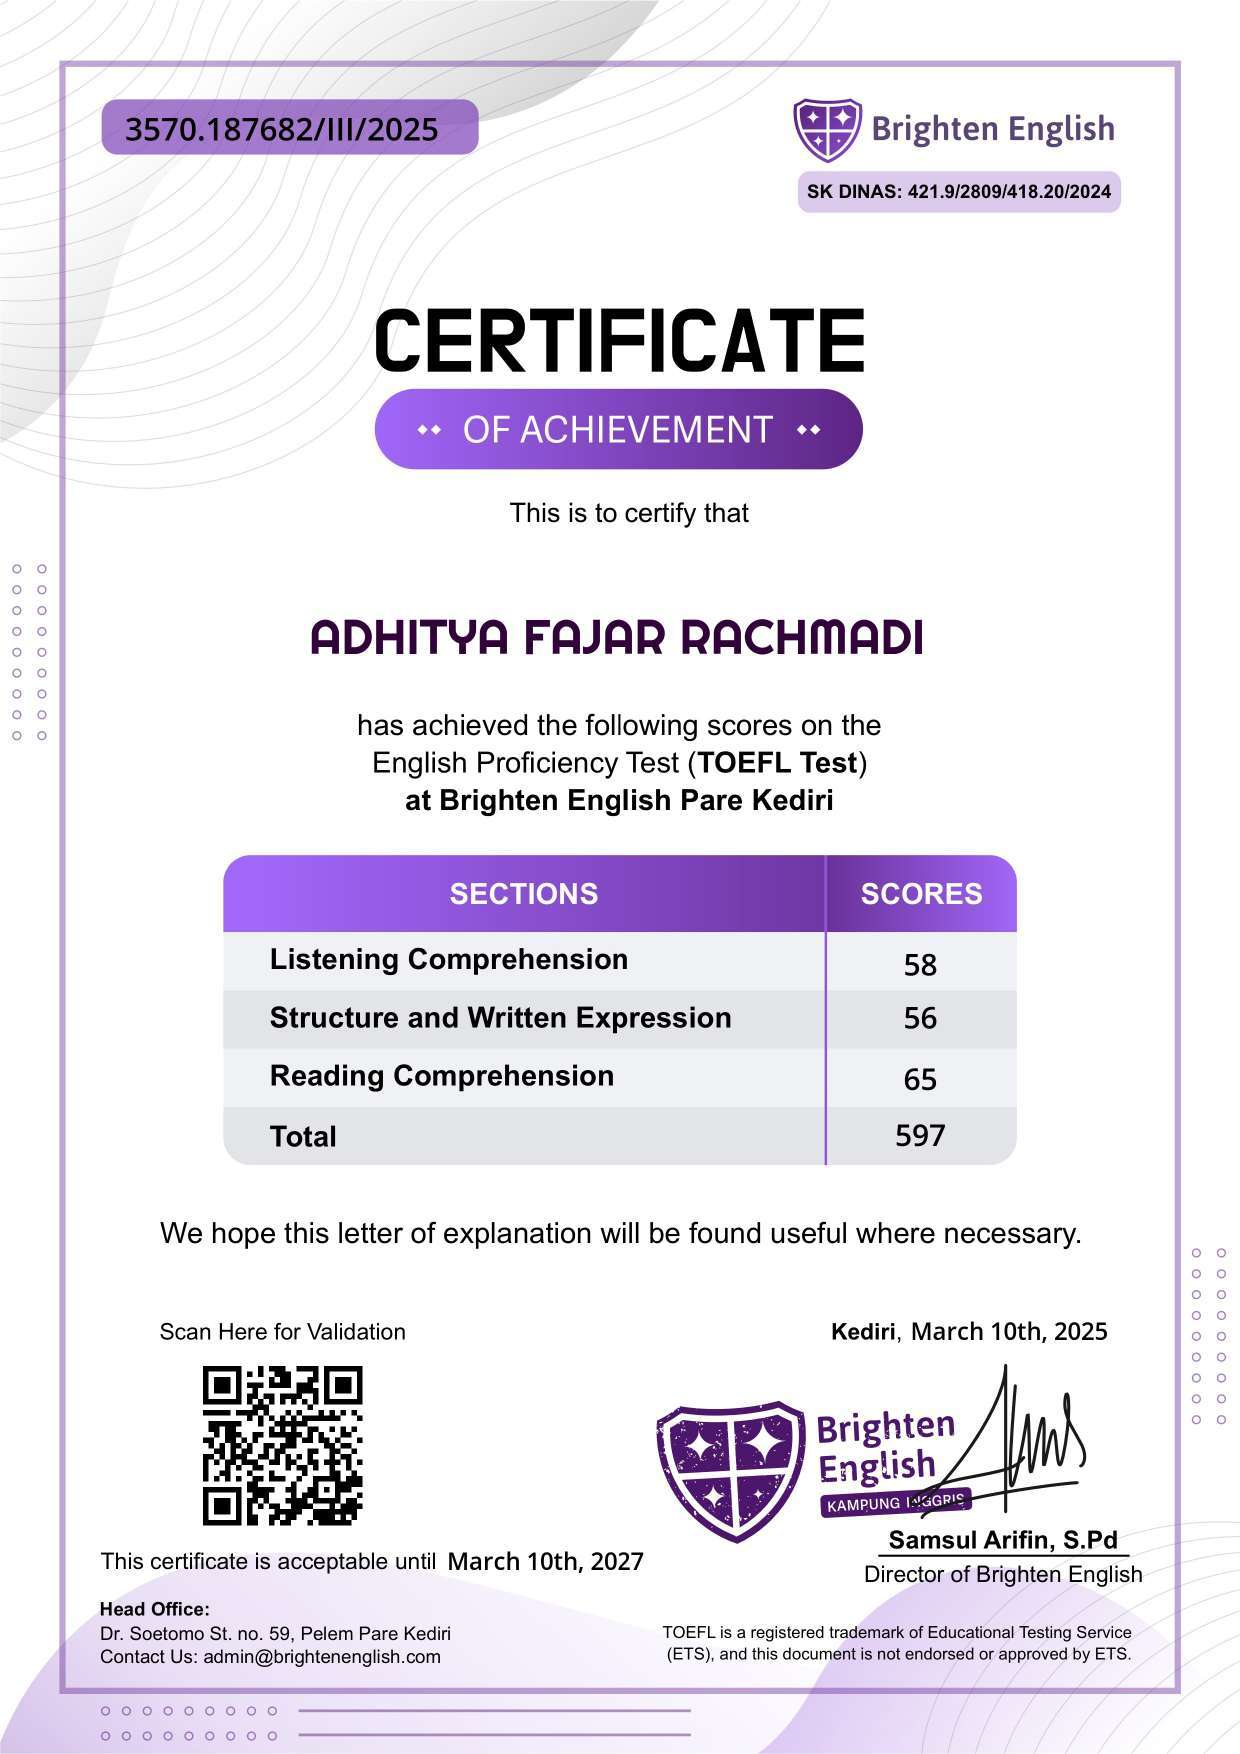 3570.187682/III/2025
Brighten English
SK DINAS: 421.9/2809/418.20/2024
CERTIFICATE
OF ACHIEVEMENT
This is to certify that
ADHITYA FAJAR RACHMADI
has achieved the following scores on the
English Proficiency Test (TOEFL Test)
at Brighten English Pare Kediri
SECTIONS SCORES
Listening Comprehension 58
Structure and Written Expression 56
Reading Comprehension 65
Total 597
We hope this letter of explanation will be found useful where necessary.
Scan Here for Validation
Kediri, March 10th, 2025
Brighten
English
KAMPUNG INGGRIS
Samsul Arifin, S.Pd
Director of Brighten English
This certificate is acceptable until March 10th, 2027
Head Office:
Dr. Soetomo St. no. 59, Pelem Pare Kediri
Contact Us: admin@brightenenglish.com
TOEFL is a registered trademark of Educational Testing Service
(ETS), and this document is not endorsed or approved by ETS.